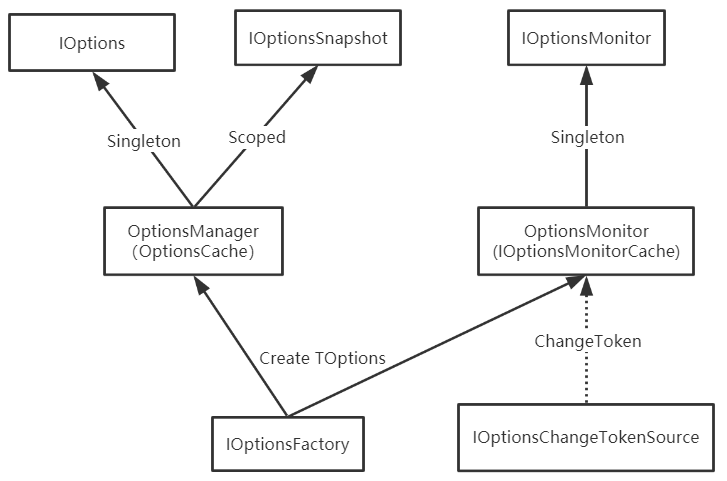 IOptions
IOptionsSnapshot
IOptionsMonitor
Singleton
Scoped
Singleton
OptionsManager
(OptionsCache)
OptionsMonitor
(IOptionsMonitorCache)
Create TOptions
ChangeToken
IOptionsFactory
IOptionsChangeTokenSource